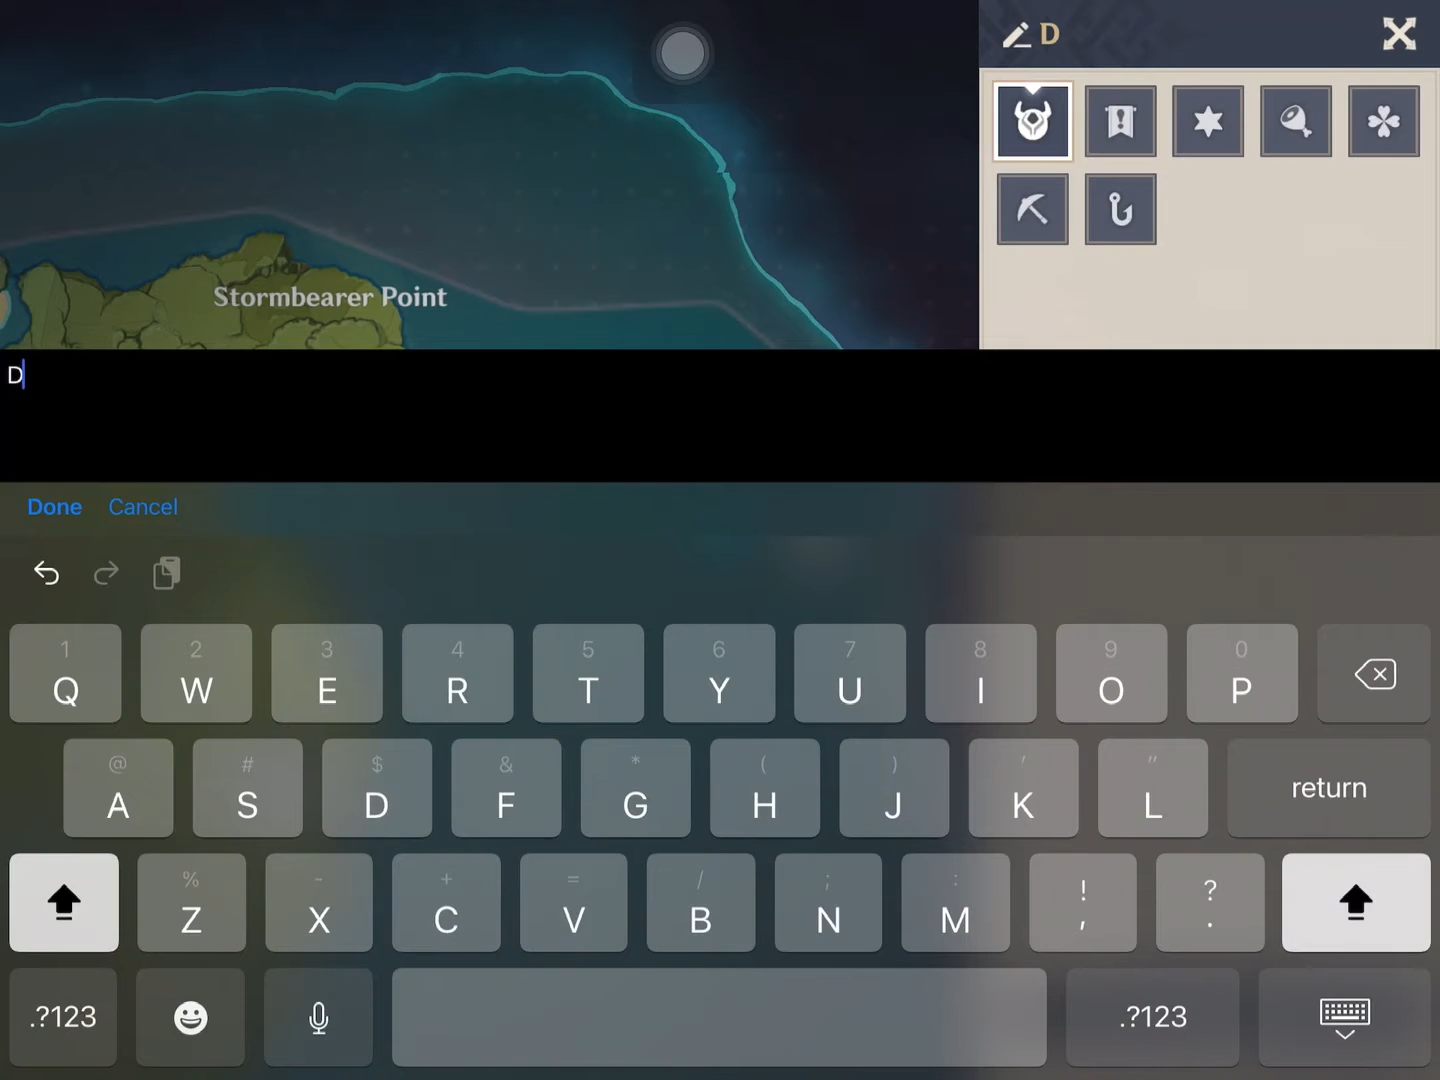 D
Stormbearer Point
D
Done Cancel
1 2 3 4 5 6 7 8 9 0
Q W E R T Y U I O P
@ # $ & * ( ) ' "
A S D F G H J K L return
% - + = / ; : ! ?
Z X C V B N M , .
.?123 .?123